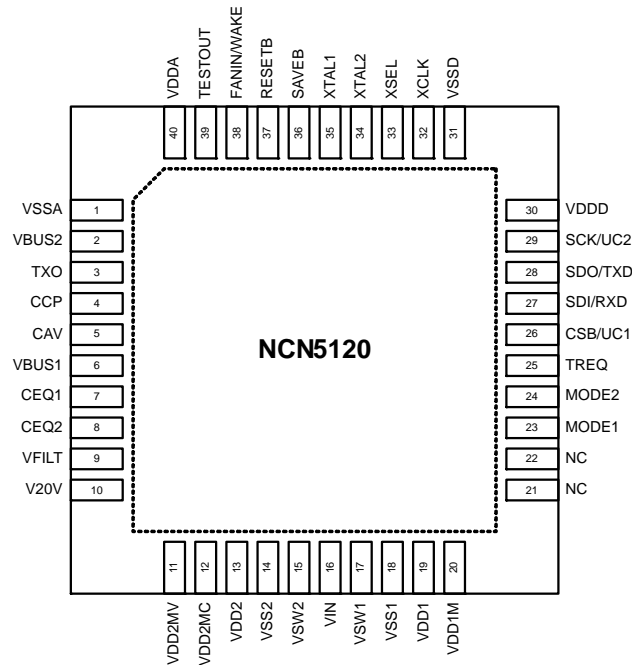 VDDA
TESTOUT
FANIN/WAKE
RESETB
SAVEB
XTAL1
XTAL2
XSEL
XCLK
VSSD
40
39
38
37
36
35
34
33
32
31
VSSA 1
VBUS2 2
TXO 3
CCP 4
CAV 5
VBUS1 6
CEQ1 7
CEQ2 8
VFILT 9
V20V 10
NCN5120
30 VDDD
29 SCK/UC2
28 SDO/TXD
27 SDI/RXD
26 CSB/UC1
25 TREQ
24 MODE2
23 MODE1
22 NC
21 NC
11
12
13
14
15
16
17
18
19
20
VDD2MV
VDD2MC
VDD2
VSS2
VSW2
VIN
VSW1
VSS1
VDD1
VDD1M